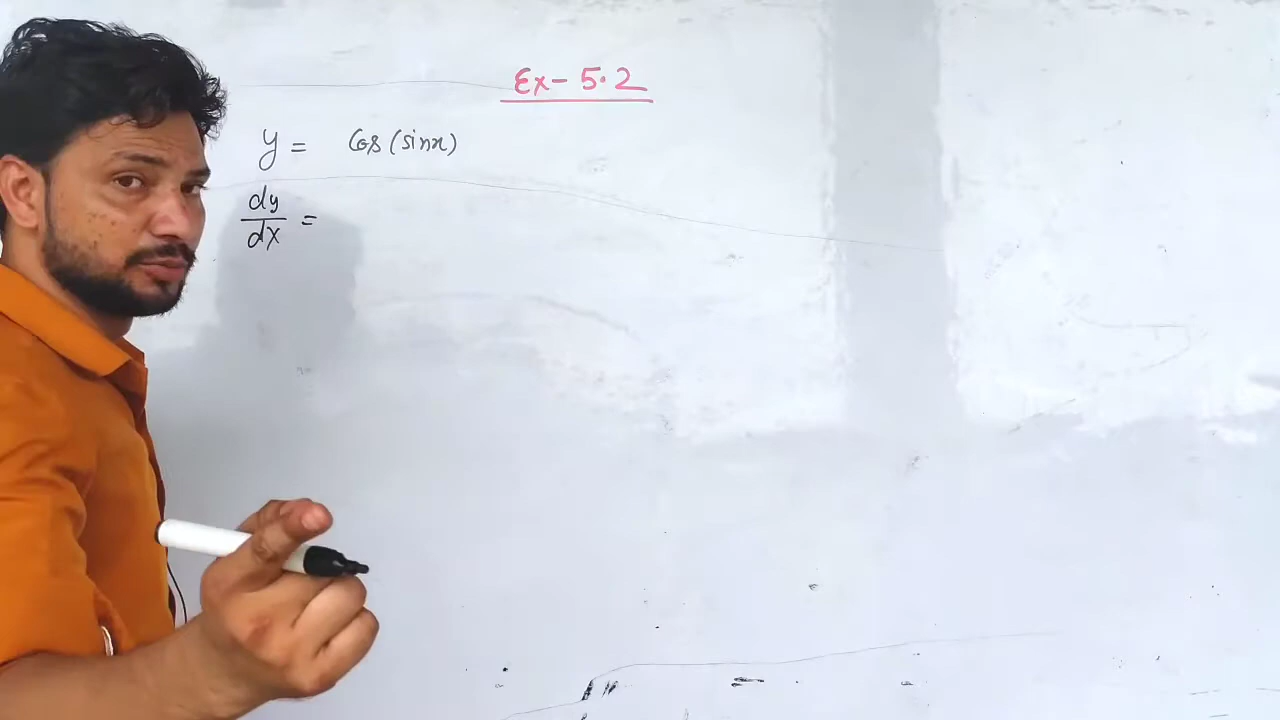 Ex- 5.2
y = Cos (sinx)
dy/dx =